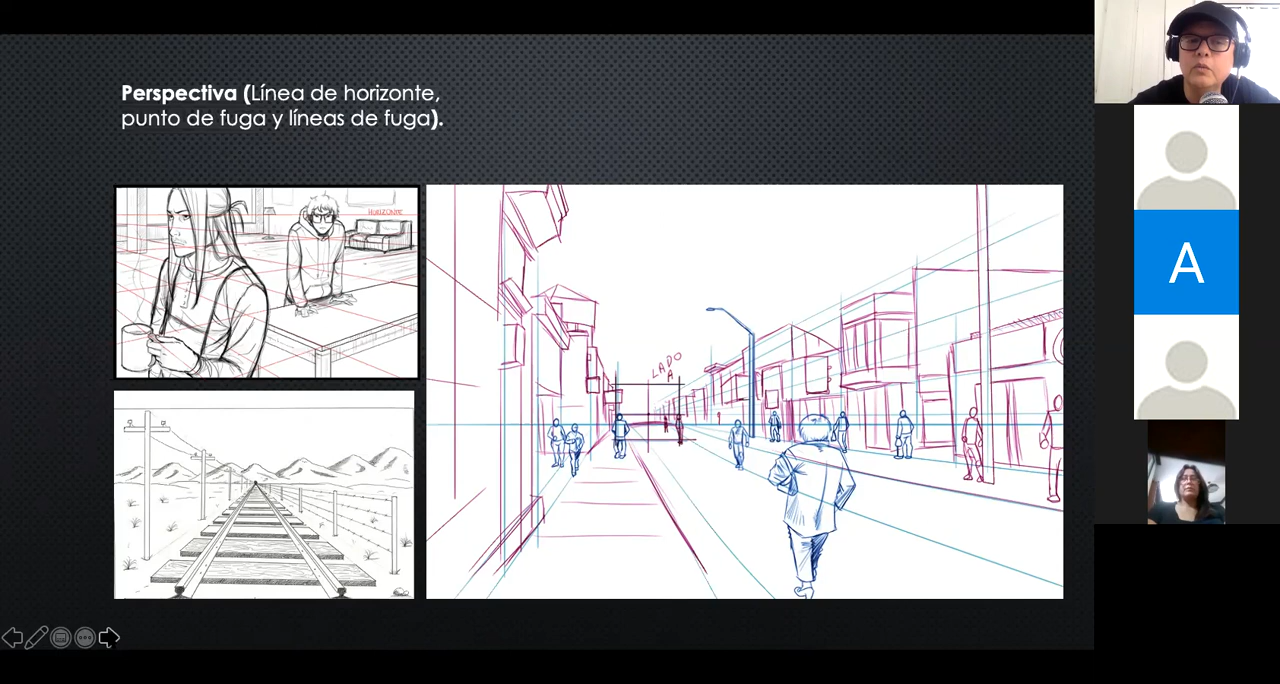 Perspectiva (Línea de horizonte,
punto de fuga y líneas de fuga).
HORIZONTE
LADO
A
A